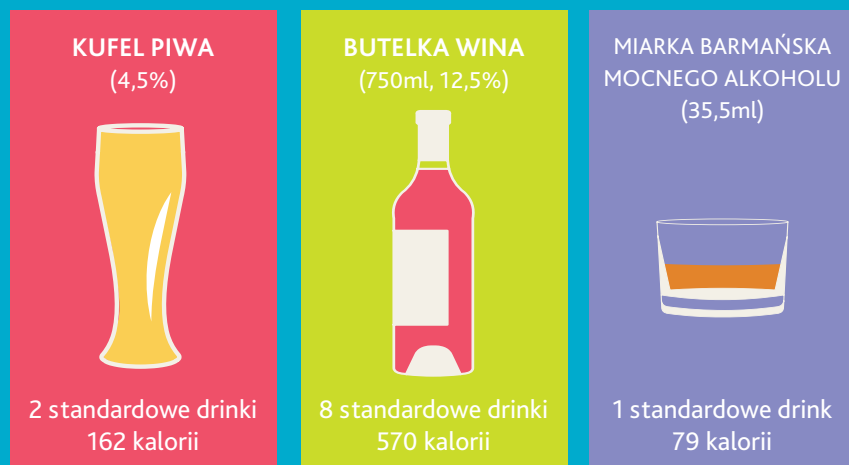 KUFEL PIWA
(4,5%)
2 standardowe drinki
162 kalorii
BUTELKA WINA
(750ml, 12,5%)
8 standardowe drinki
570 kalorii
MIARKA BARMAŃSKA
MOCNEGO ALKOHOLU
(35,5ml)
1 standardowe drink
79 kalorii